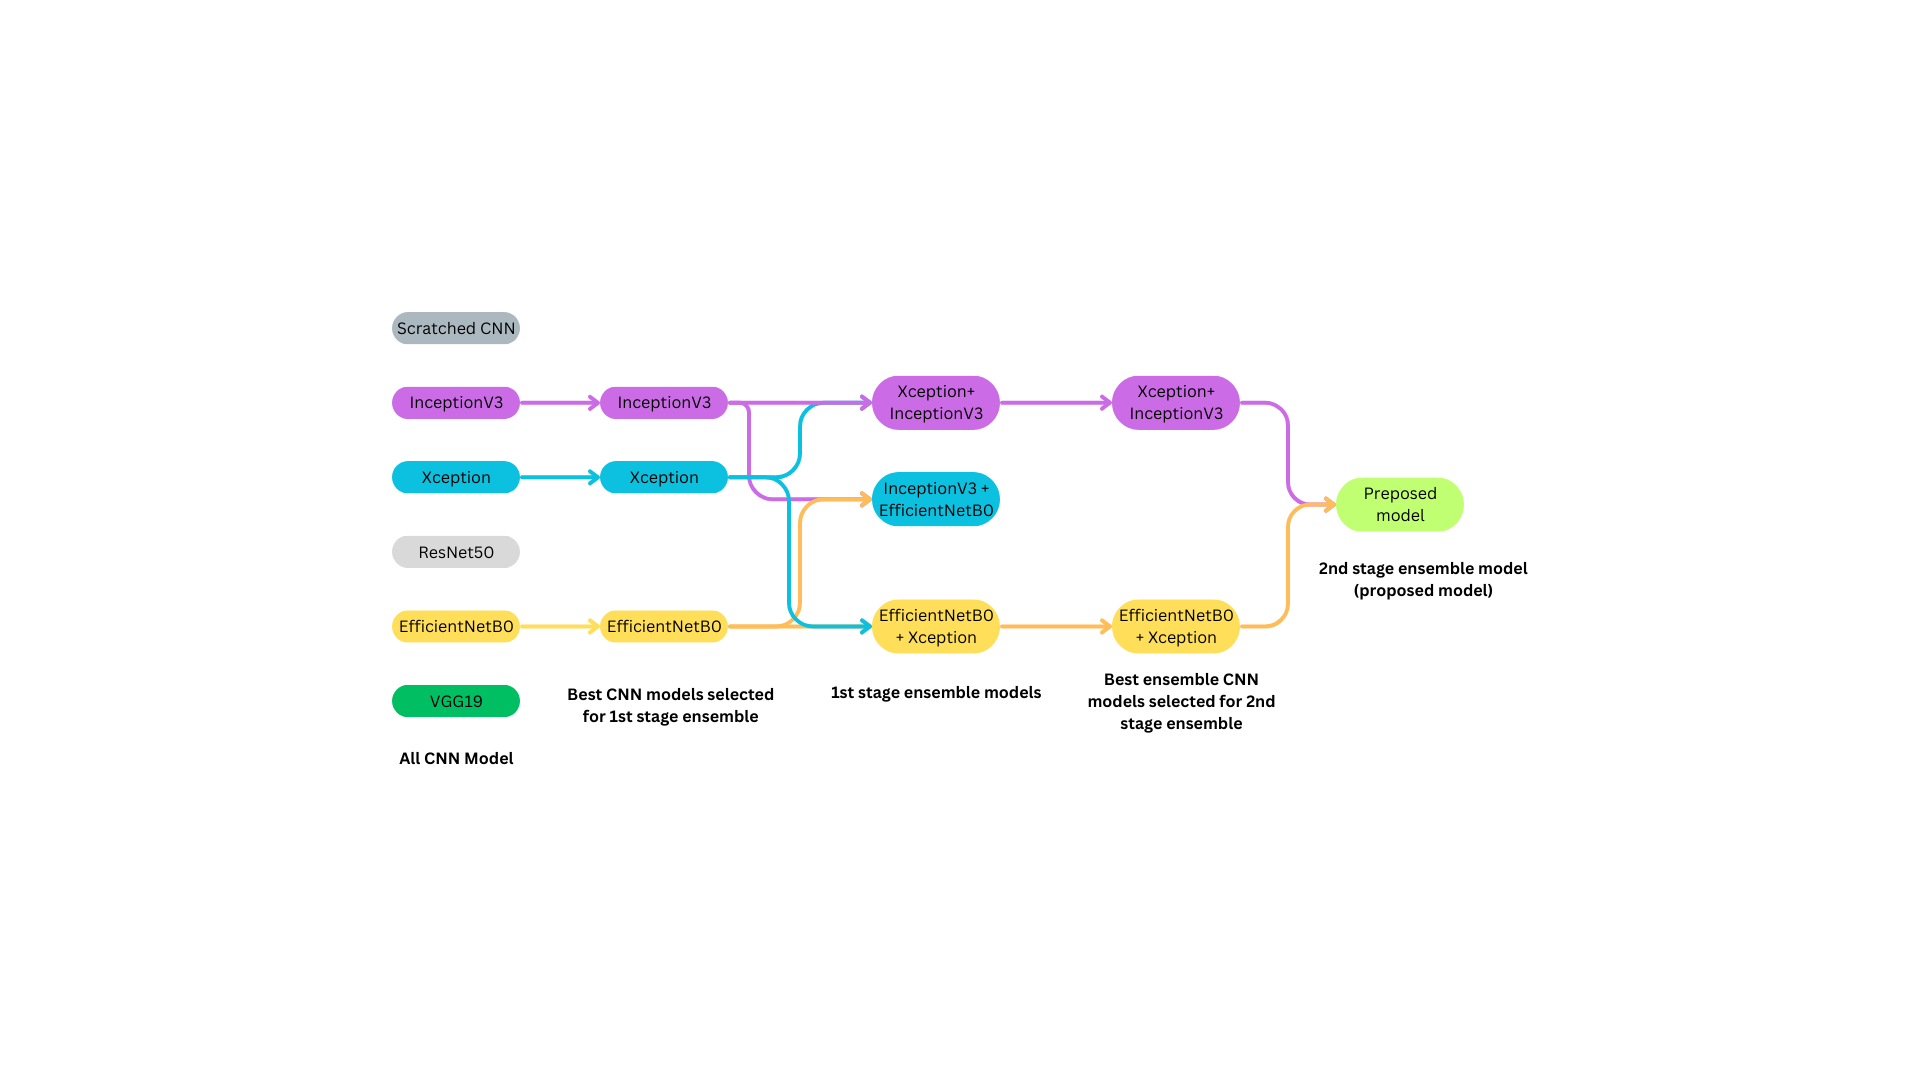 Scratched CNN
InceptionV3
Xception
ResNet50
EfficientNetB0
VGG19
All CNN Model
InceptionV3
Xception
EfficientNetB0
Best CNN models selected
for 1st stage ensemble
Xception+
InceptionV3
InceptionV3 +
EfficientNetB0
EfficientNetB0
+ Xception
1st stage ensemble models
Xception+
InceptionV3
EfficientNetB0
+ Xception
Best ensemble CNN
models selected for 2nd
stage ensemble
Preposed
model
2nd stage ensemble model
(proposed model)